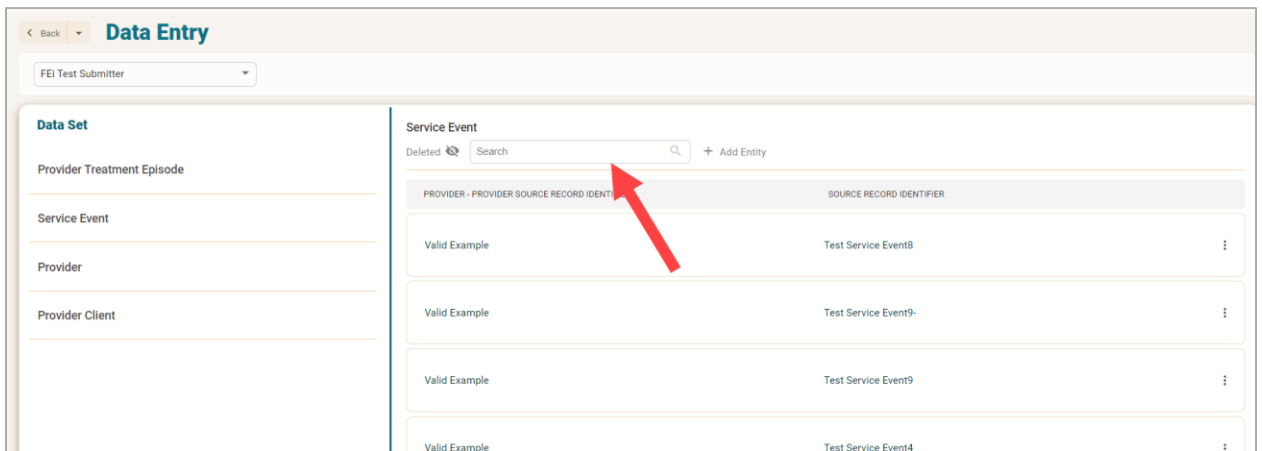 Back
Data Entry
FEi Test Submitter
Data Set
Provider Treatment Episode
Service Event
Provider
Provider Client
Service Event
Deleted Search + Add Entity
PROVIDER - PROVIDER SOURCE RECORD SOURCE RECORD IDENTIFIER
Valid Example Test Service Event8
Valid Example Test Service Event9-
Valid Example Test Service Event9
Valid Example Test Service Event4